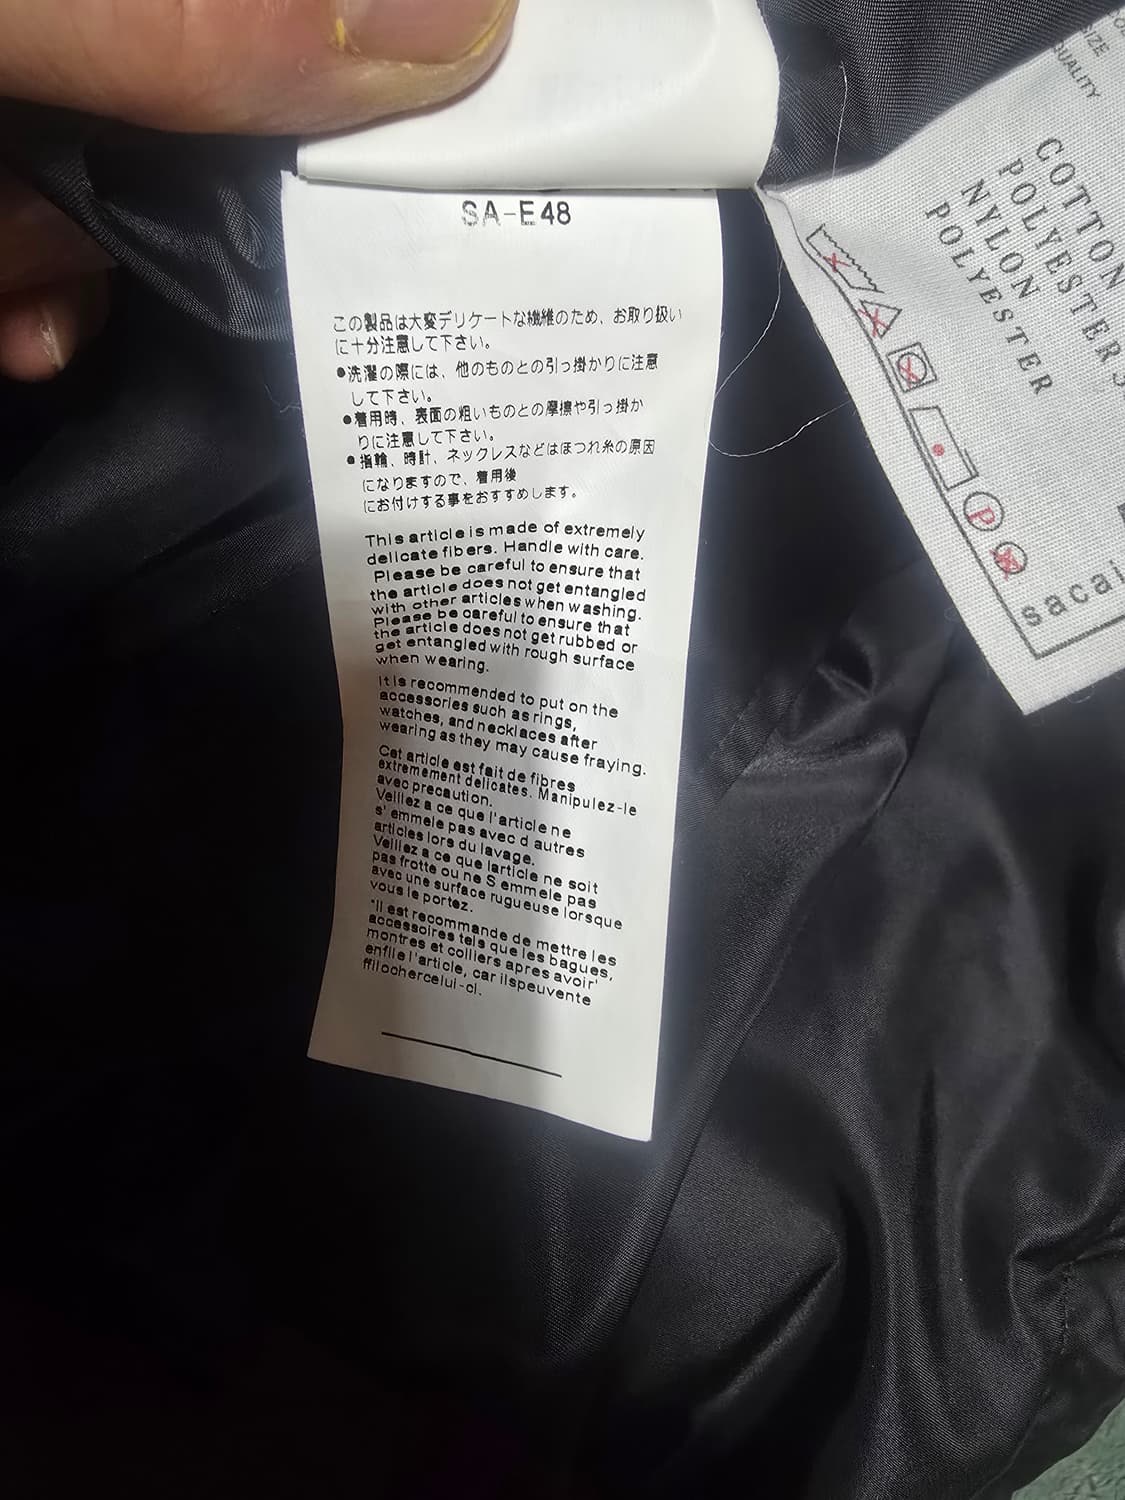 SA-E48
この製品は大変デリケートな繊維のため、お取り扱い
に十分注意して下さい。
●洗濯の際には、他のものとの引っ掛かりに注意
して下さい。
●着用時、表面の粗いものとの摩擦や引っ掛か
りに注意して下さい。
●指輪、時計、ネックレスなどはほつれ糸の原因
になりますので、着用後
にお付けする事をおすすめします。
This article is made of extremely
delicate fibers. Handle with care.
Please be careful to ensure that
the article does not get entangled
with other articles when washing.
Please be careful to ensure that
the article does not get rubbed or
get entangled with rough surface
when wearing.
It is recommended to put on the
accessories such as rings,
watches, and necklaces after
wearing as they may cause fraying.
Cet article est fait de fibres
extremement delicates. Manipulez-le
avec precaution.
Veillez a ce que l'article ne
s' emmele pas avec d autres
articles lors du lavage.
Veillez a ce que larticle ne soit
pas frotte ou ne S emmele pas
avec une surface rugueuse lorsque
vous le portez.
"Il est recommande de mettre les
accessoires tels que les bagues,
montres et colliers apres avoir'
enfile l'article, car ilspeuvente
ffilochercelui-ci.
SIZE
QUALITY
COTTON
POLYESTER
NYLON
POLYESTER
P
sacai